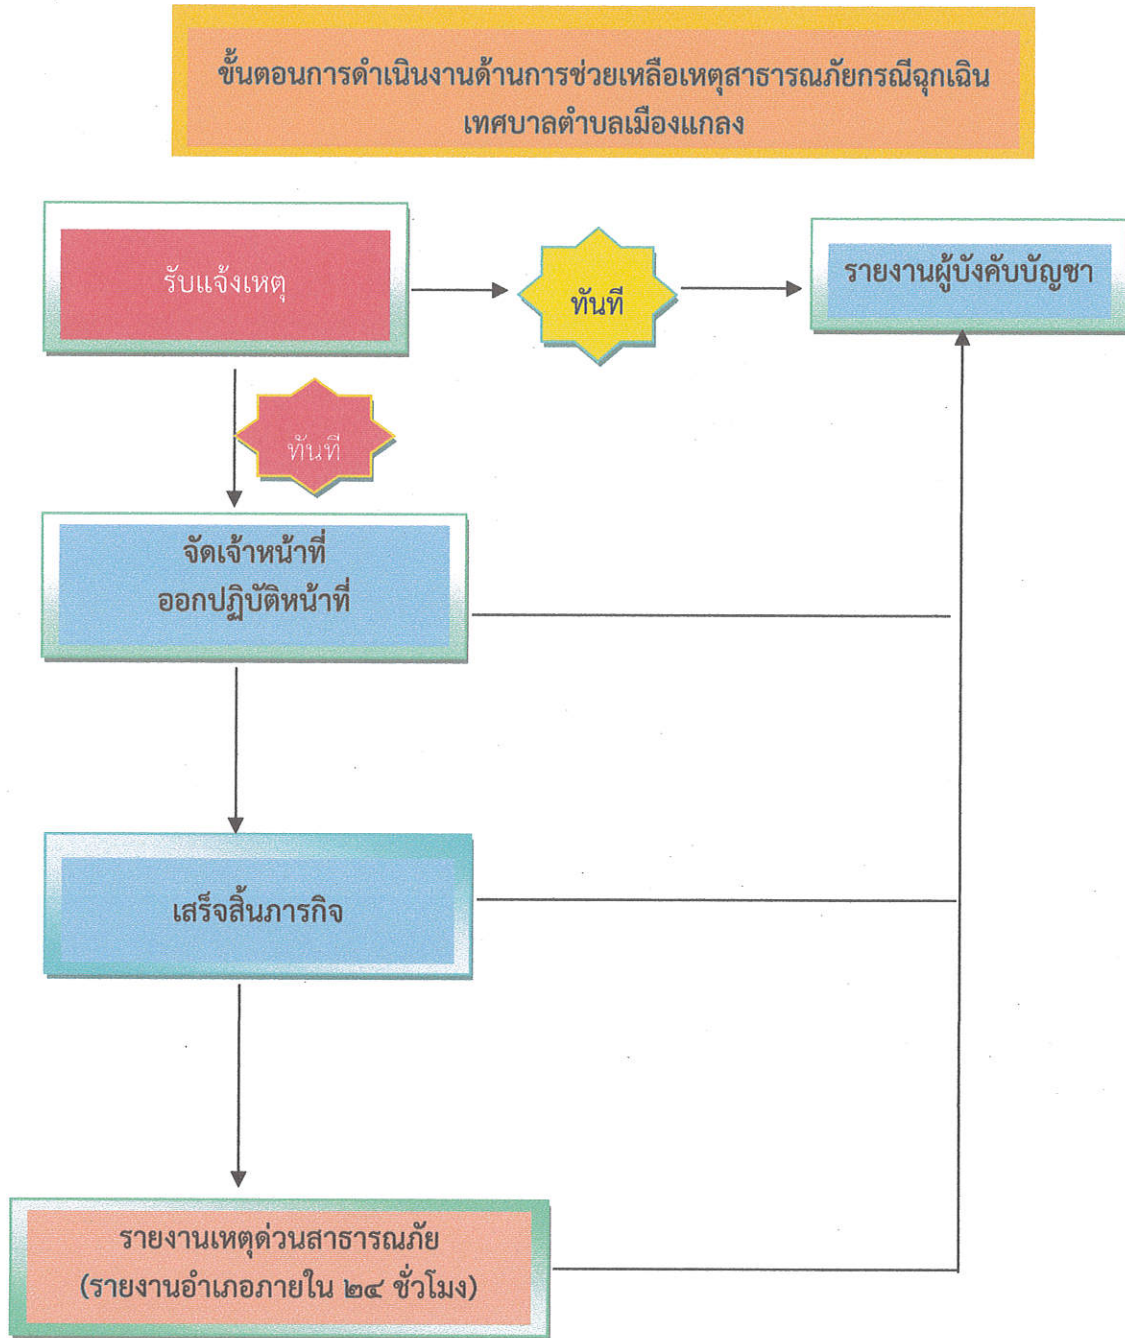 ขั้นตอนการดำเนินงานด้านการช่วยเหลือเหตุสาธารณภัยกรณีฉุกเฉิน
เทศบาลตำบลเมืองแกลง
รับแจ้งเหตุ
ทันที
รายงานผู้บังคับบัญชา
ทันที
จัดเจ้าหน้าที่
ออกปฏิบัติหน้าที่
เสร็จสิ้นภารกิจ
รายงานเหตุด่วนสาธารณภัย
(รายงานอำเภอภายใน ๒๔ ชั่วโมง)